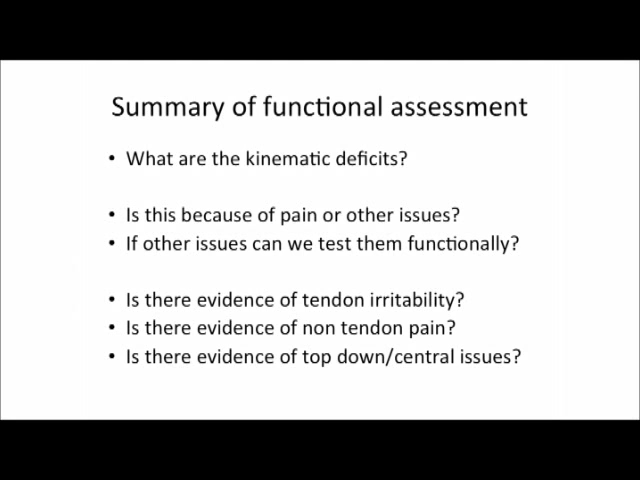 Summary of functional assessment
• What are the kinematic deficits?
• Is this because of pain or other issues?
• If other issues can we test them functionally?
• Is there evidence of tendon irritability?
• Is there evidence of non tendon pain?
• Is there evidence of top down/central issues?